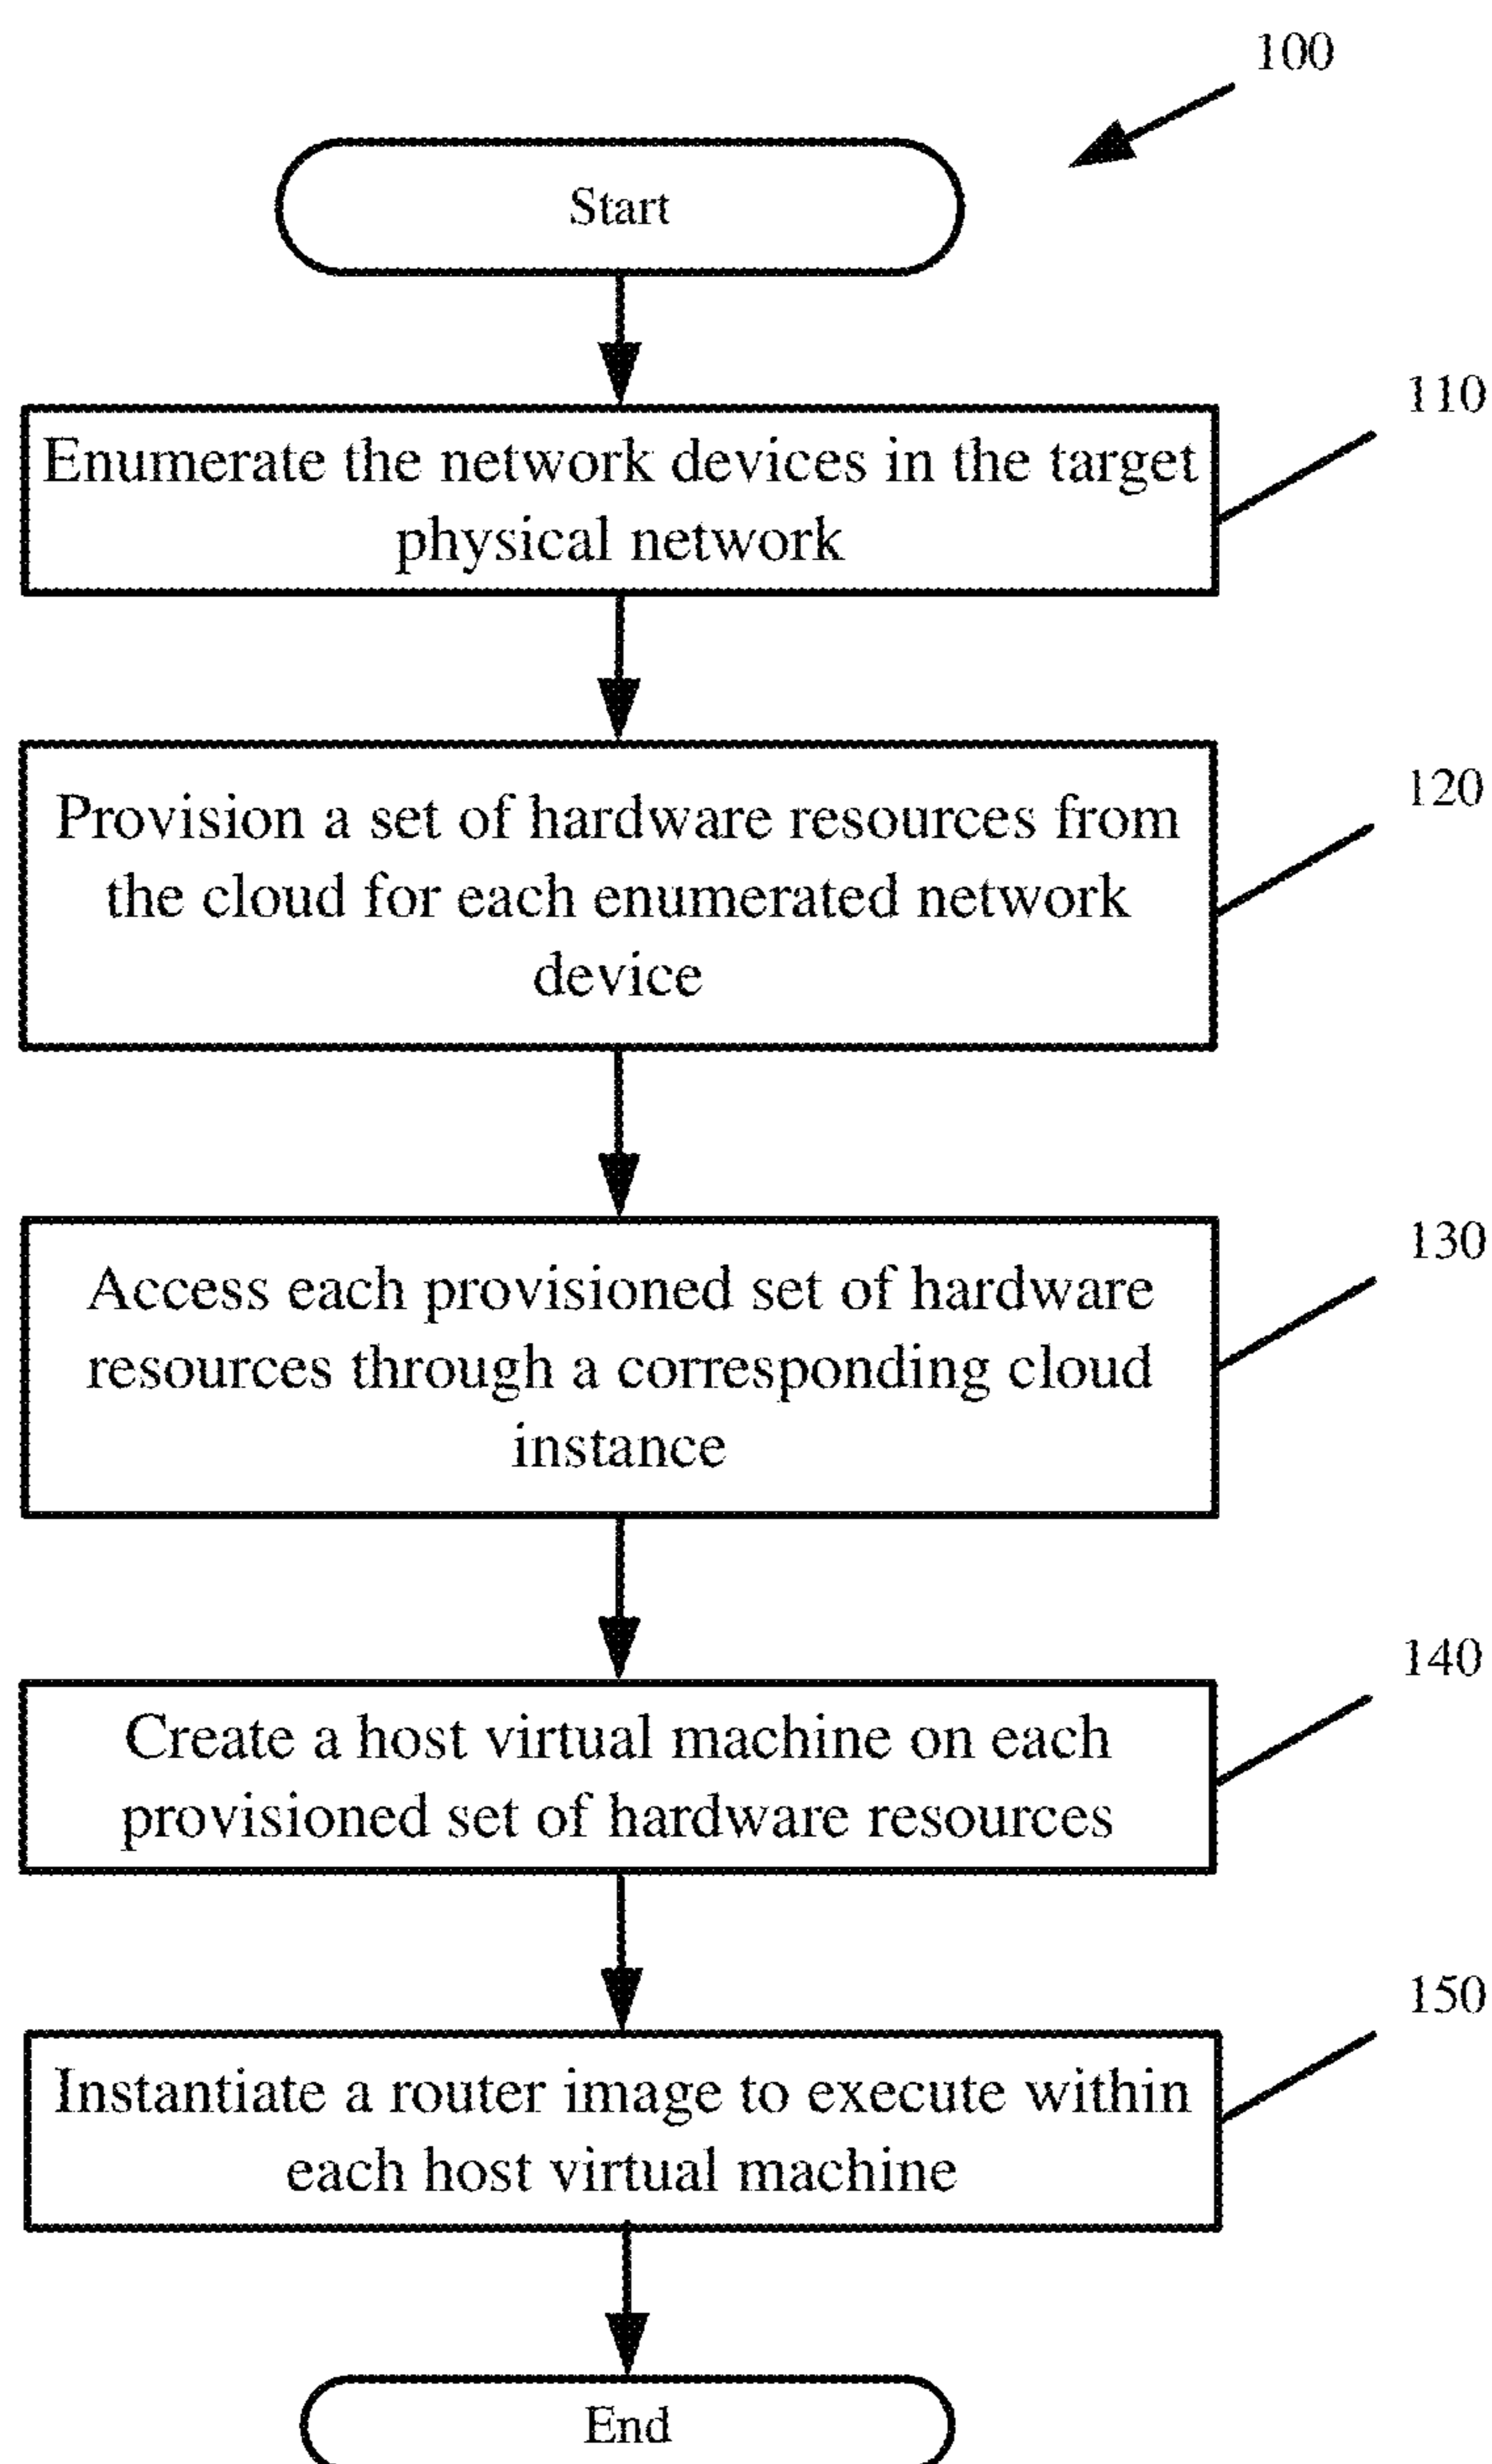 100
Start
110
Enumerate the network devices in the target
physical network
120
Provision a set of hardware resources from
the cloud for each enumerated network
device
130
Access each provisioned set of hardware
resources through a corresponding cloud
instance
140
Create a host virtual machine on each
provisioned set of hardware resources
150
Instantiate a router image to execute within
each host virtual machine
End